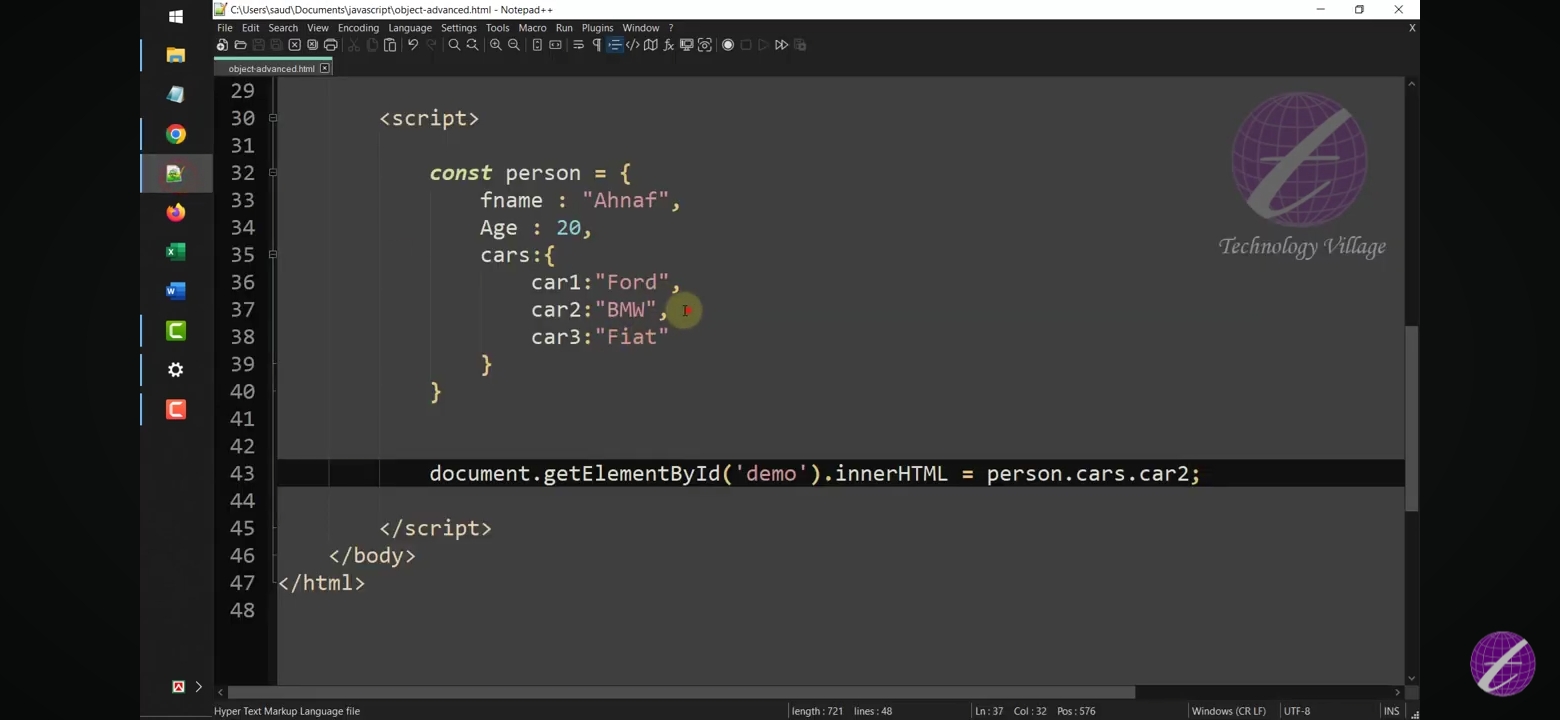 C:\Users\saud\Documents\javascript\object-advanced.html - Notepad++
File Edit Search View Encoding Language Settings Tools Macro Run Plugins Window ? X
object-advanced.html
29
30 <script>
31
32 const person = {
33 fname : "Ahnaf",
34 Age : 20,
35 cars:{
36 car1:"Ford",
37 car2:"BMW",
38 car3:"Fiat"
39 }
40 }
41
42
43 document.getElementById('demo').innerHTML = person.cars.car2;
44
45 </script>
46 </body>
47 </html>
48
Technology Village
Hyper Text Markup Language file length : 721 lines : 48 Ln : 37 Col : 32 Pos : 576 Windows (CR LF) UTF-8 INS